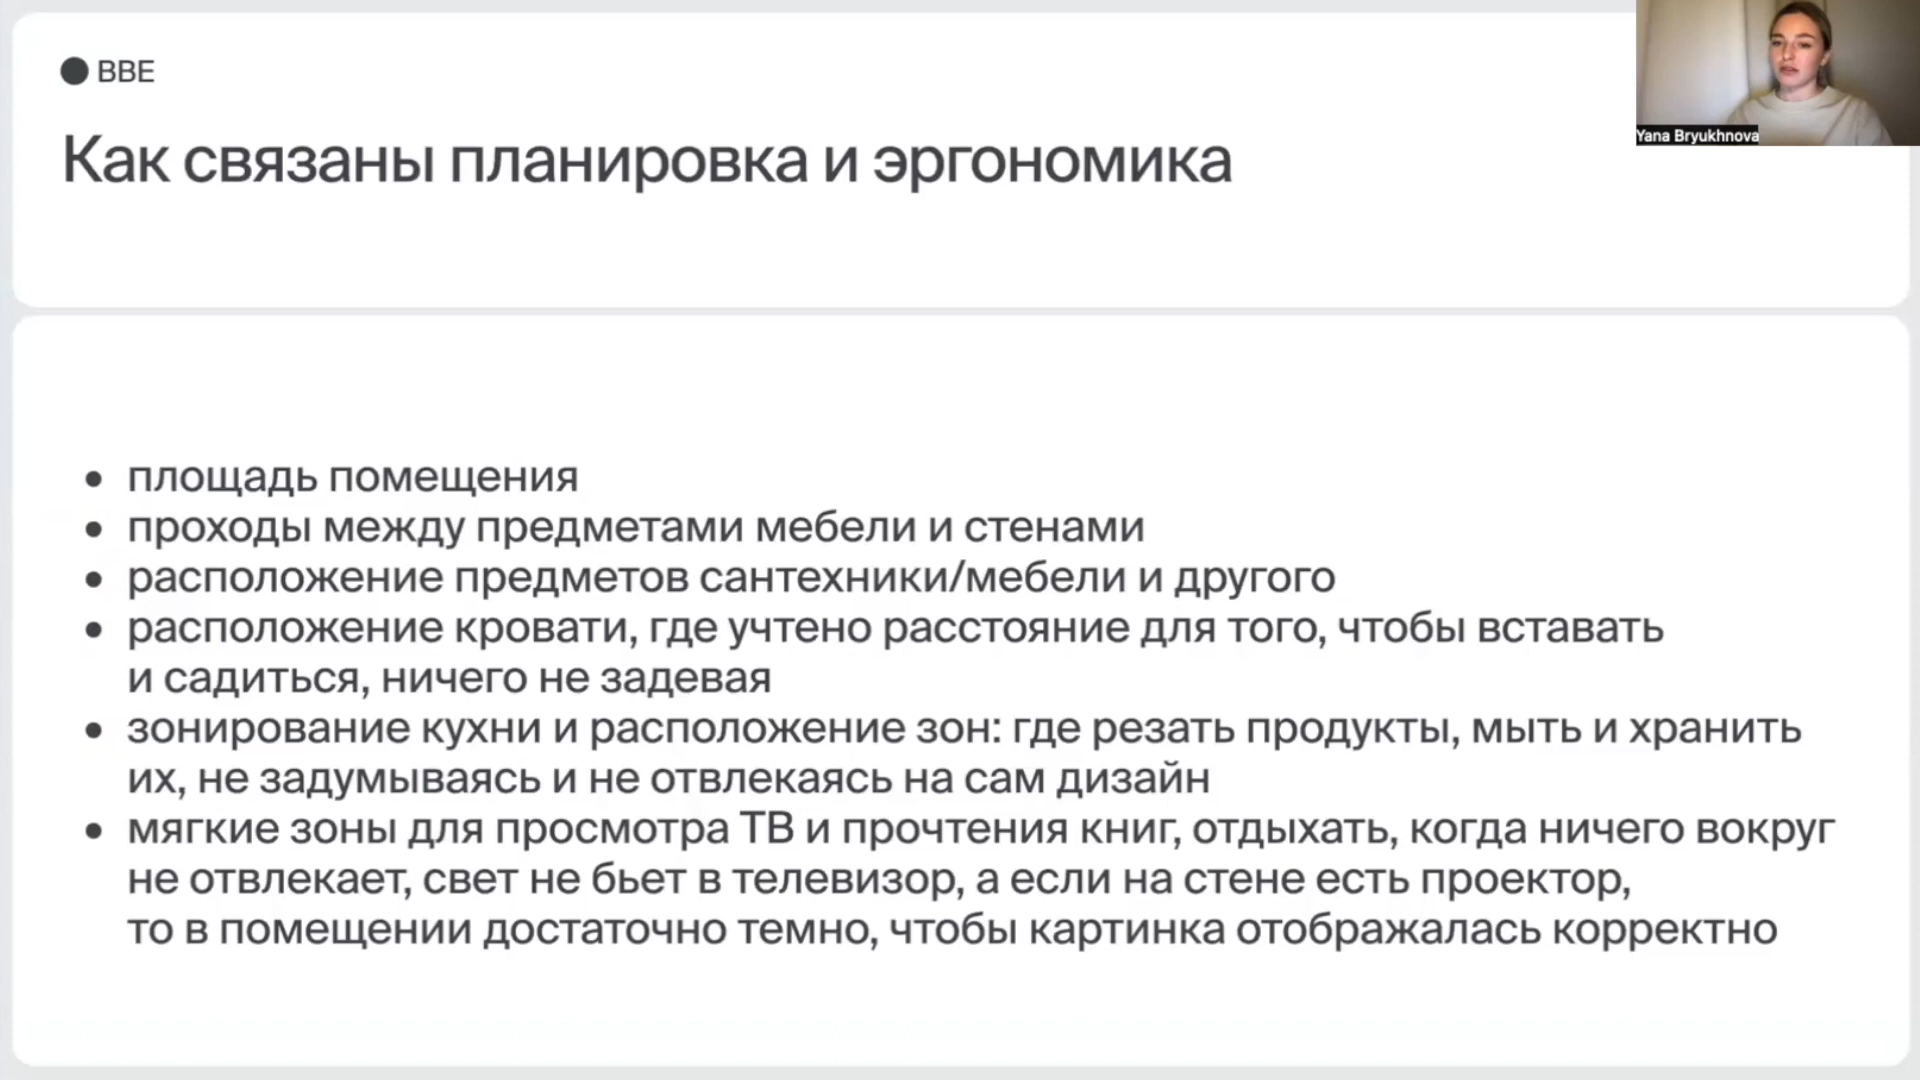 BBE
Yana Bryukhnova
Как связаны планировка и эргономика
• площадь помещения
• проходы между предметами мебели и стенами
• расположение предметов сантехники/мебели и другого
• расположение кровати, где учтено расстояние для того, чтобы вставать
и садиться, ничего не задевая
• зонирование кухни и расположение зон: где резать продукты, мыть и хранить
их, не задумываясь и не отвлекаясь на сам дизайн
• мягкие зоны для просмотра ТВ и прочтения книг, отдыхать, когда ничего вокруг
не отвлекает, свет не бьет в телевизор, а если на стене есть проектор,
то в помещении достаточно темно, чтобы картинка отображалась корректно